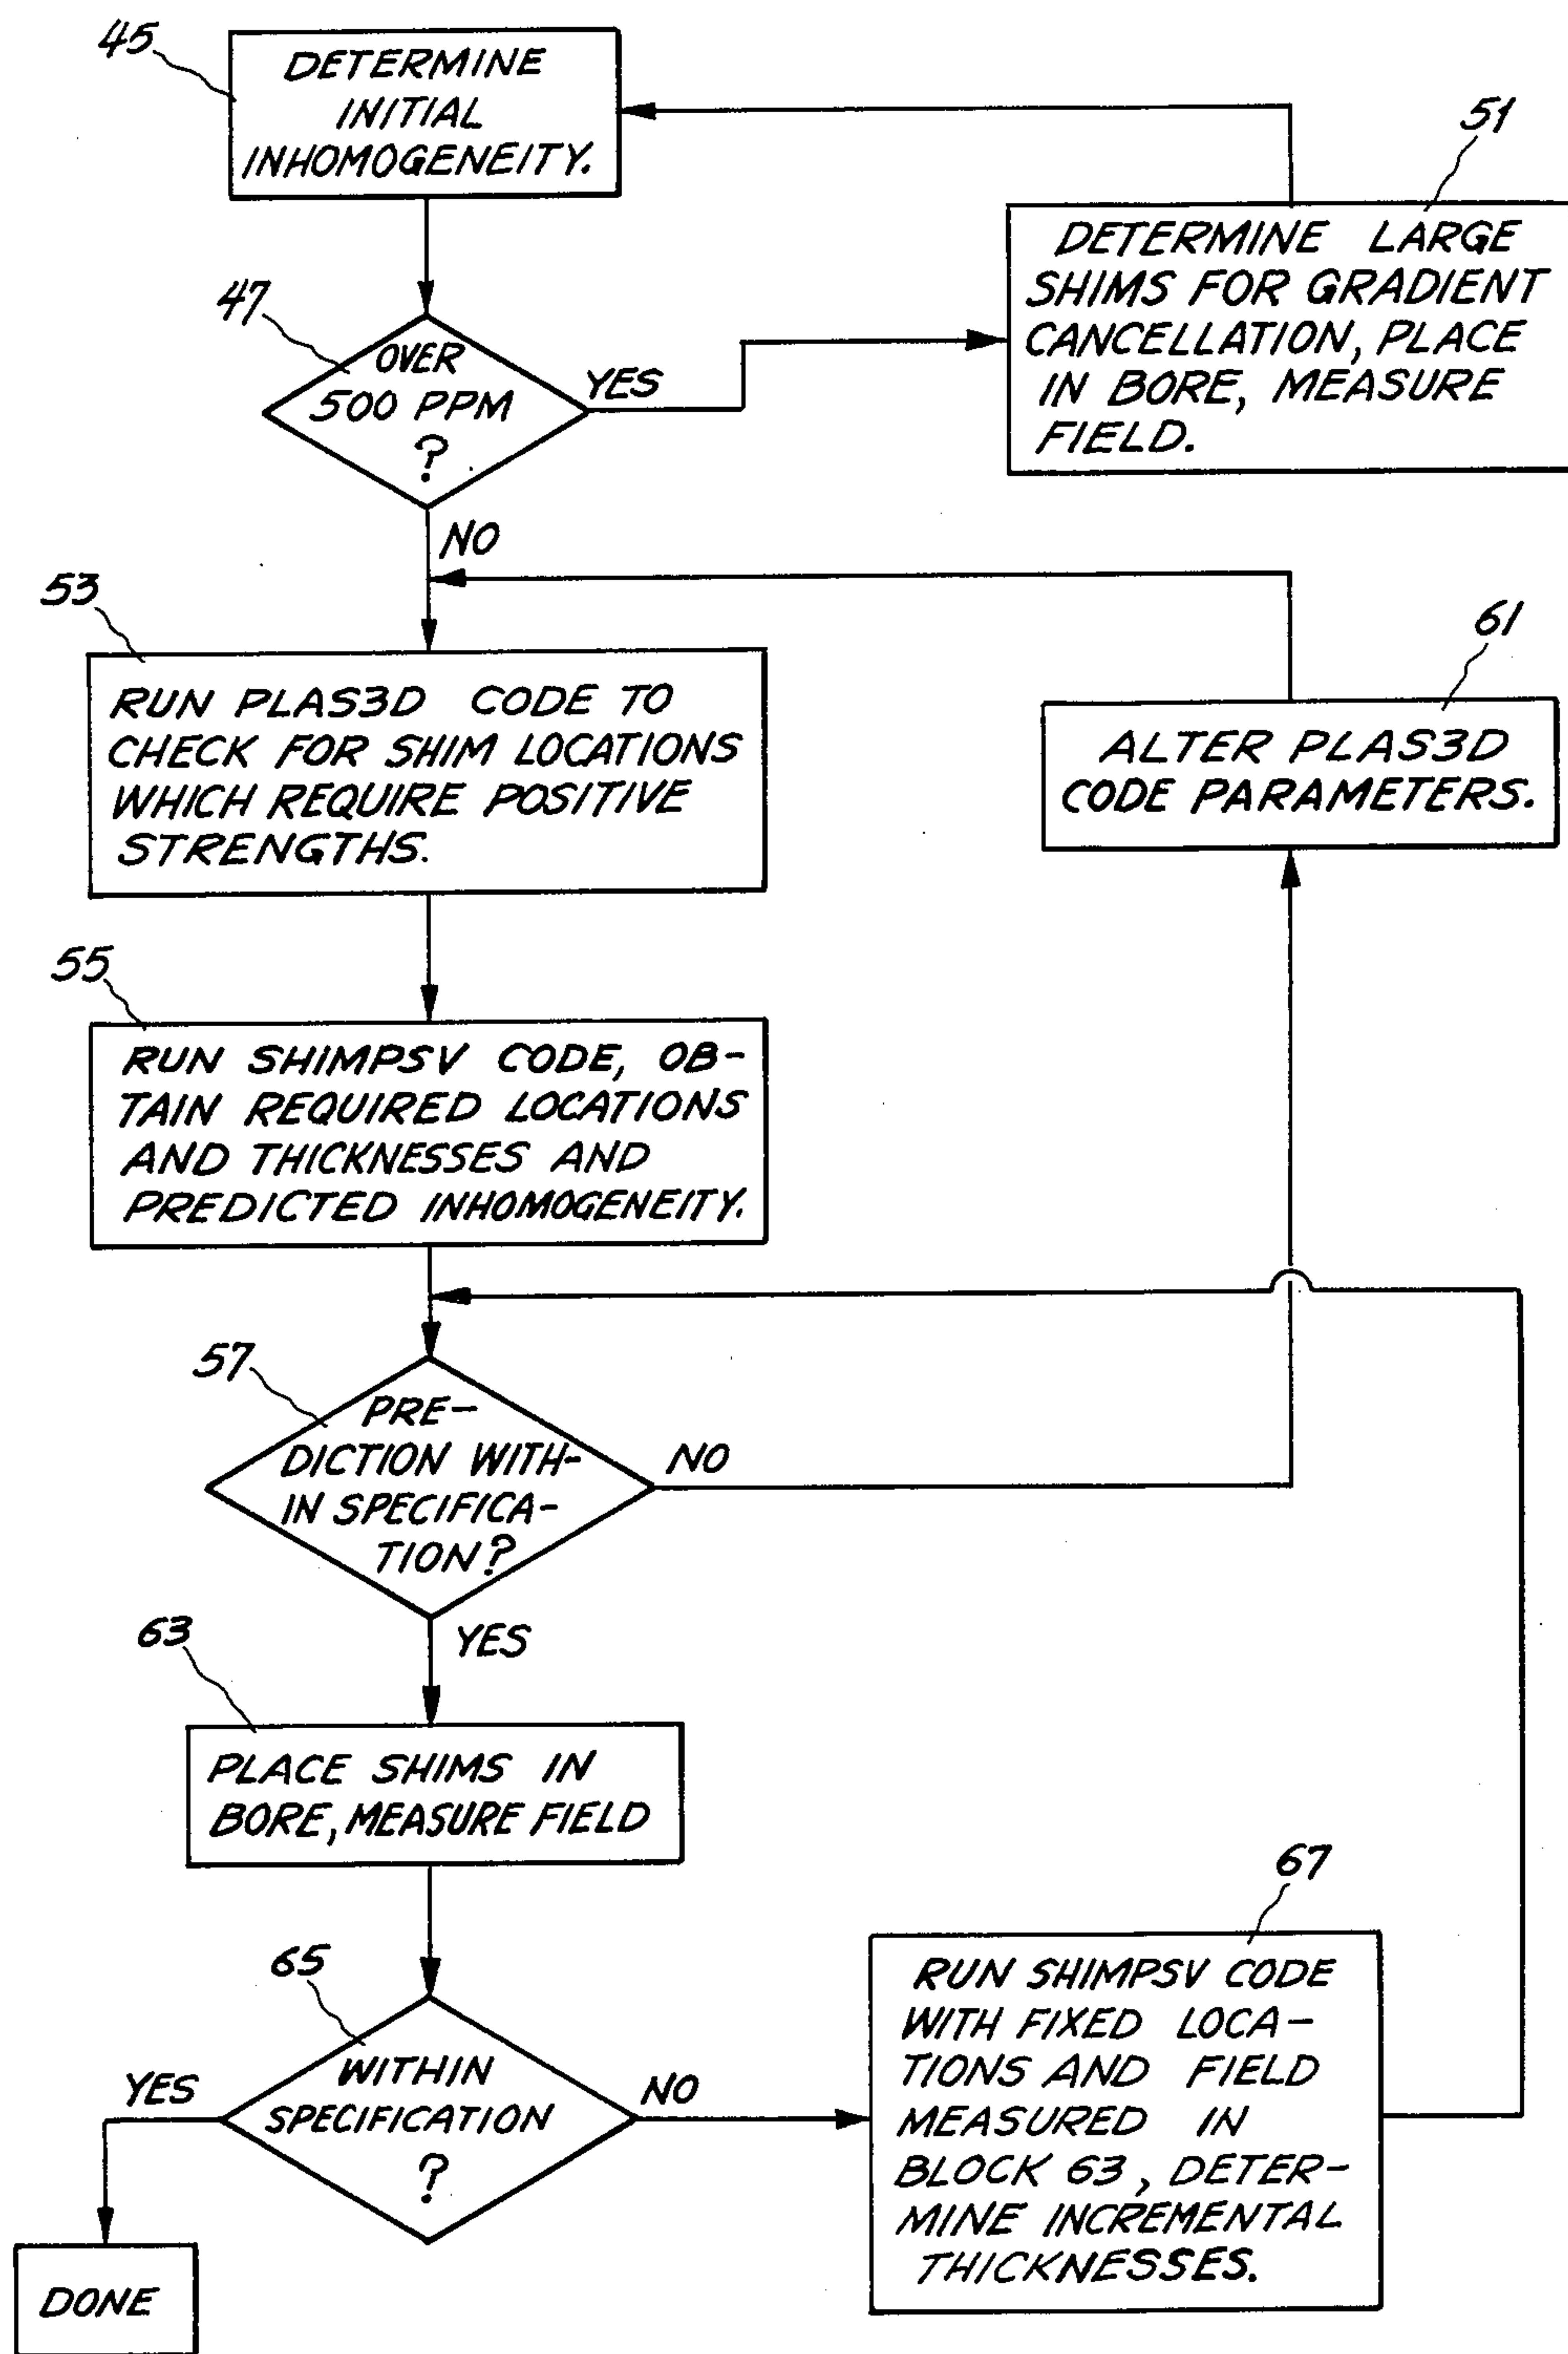 45
DETERMINE
INITIAL
INHOMOGENEITY.
51
DETERMINE LARGE
SHIMS FOR GRADIENT
CANCELLATION, PLACE
IN BORE, MEASURE
FIELD.
47
OVER
500 PPM
?
YES
NO
53
RUN PLAS3D CODE TO
CHECK FOR SHIM LOCATIONS
WHICH REQUIRE POSITIVE
STRENGTHS.
61
ALTER PLAS3D
CODE PARAMETERS.
55
RUN SHIMPSV CODE, OB-
TAIN REQUIRED LOCATIONS
AND THICKNESSES AND
PREDICTED INHOMOGENEITY.
57
PRE-
DICTION WITH-
IN SPECIFICA-
TION?
NO
YES
63
PLACE SHIMS IN
BORE, MEASURE FIELD
65
WITHIN
SPECIFICATION
?
YES
NO
67
RUN SHIMPSV CODE
WITH FIXED LOCA-
TIONS AND FIELD
MEASURED IN
BLOCK 63, DETER-
MINE INCREMENTAL
THICKNESSES.
DONE